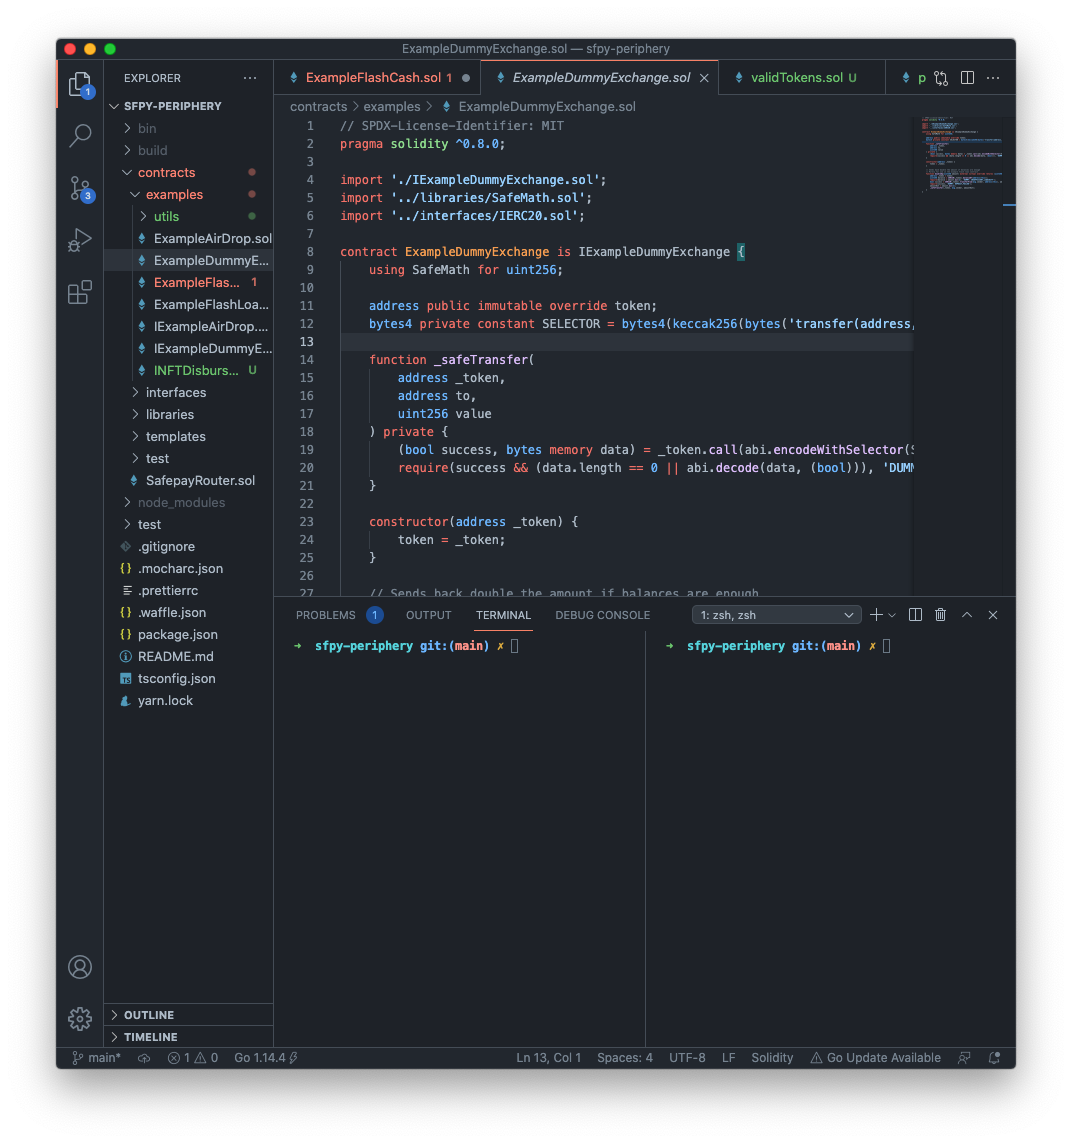 ExampleDummyExchange.sol — sfpy-periphery
EXPLORER
SFPY-PERIPHERY
bin
build
contracts
examples
utils
ExampleAirDrop.sol
ExampleDummyE...
ExampleFlas... 1
ExampleFlashLoa...
IExampleAirDrop....
IExampleDummyE...
INFTDisburs... U
interfaces
libraries
templates
test
SafepayRouter.sol
node_modules
test
.gitignore
.mocharc.json
.prettierrc
.waffle.json
package.json
README.md
tsconfig.json
yarn.lock
OUTLINE
TIMELINE
1
3
ExampleFlashCash.sol 1
ExampleDummyExchange.sol
validTokens.sol U
p
contracts > examples > ExampleDummyExchange.sol
1 // SPDX-License-Identifier: MIT
2 pragma solidity ^0.8.0;
3
4 import './IExampleDummyExchange.sol';
5 import '../libraries/SafeMath.sol';
6 import '../interfaces/IERC20.sol';
7
8 contract ExampleDummyExchange is IExampleDummyExchange {
9 using SafeMath for uint256;
10
11 address public immutable override token;
12 bytes4 private constant SELECTOR = bytes4(keccak256(bytes('transfer(address,
13
14 function _safeTransfer(
15 address _token,
16 address to,
17 uint256 value
18 ) private {
19 (bool success, bytes memory data) = _token.call(abi.encodeWithSelector(S
20 require(success && (data.length == 0 || abi.decode(data, (bool))), 'DUMM
21 }
22
23 constructor(address _token) {
24 token = _token;
25 }
26
27 // Sends back double the amount if balances are enough
PROBLEMS 1 OUTPUT TERMINAL DEBUG CONSOLE 1: zsh, zsh
→ sfpy-periphery git:(main) ✗
→ sfpy-periphery git:(main) ✗
main* 1 0 Go 1.14.4 Ln 13, Col 1 Spaces: 4 UTF-8 LF Solidity Go Update Available